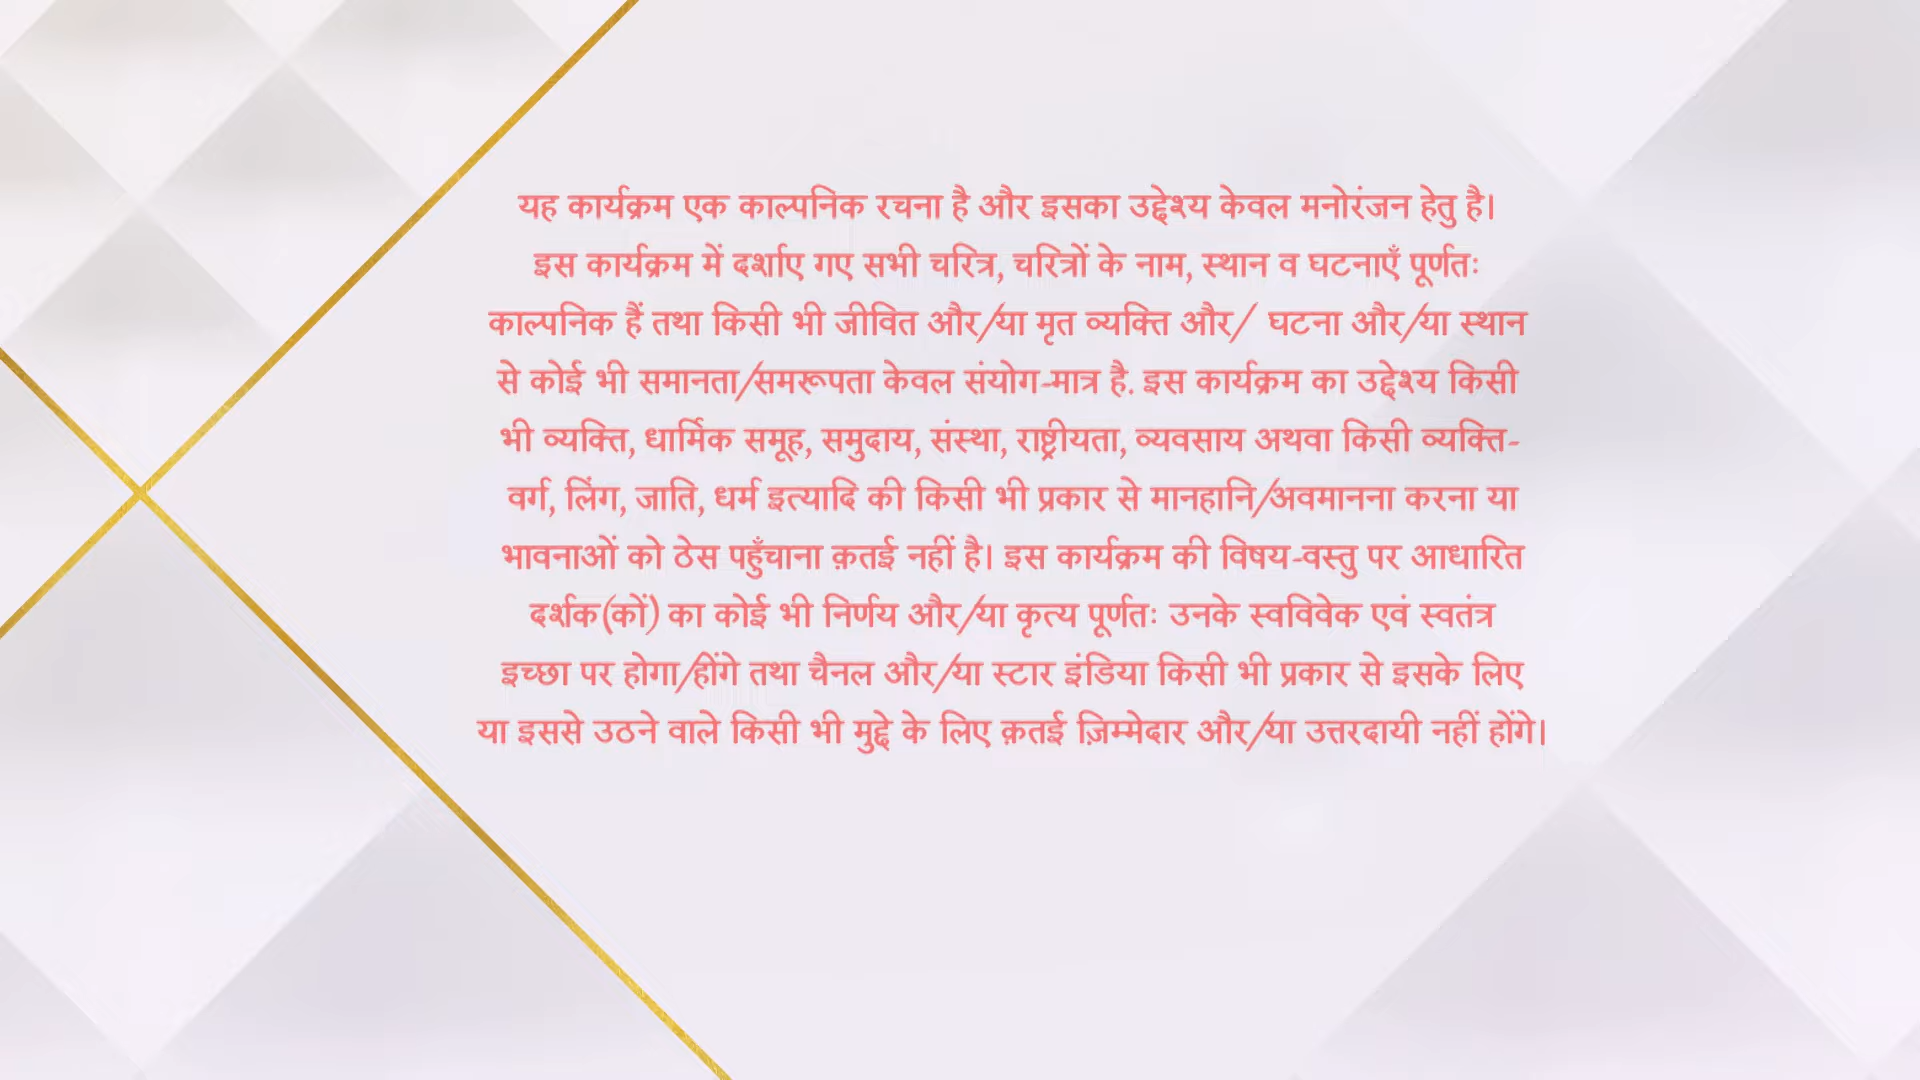 यह कार्यक्रम एक काल्पनिक रचना है और इसका उद्देश्य केवल मनोरंजन हेतु है।
इस कार्यक्रम में दर्शाए गए सभी चरित्र, चरित्रों के नाम, स्थान व घटनाएँ पूर्णतः
काल्पनिक हैं तथा किसी भी जीवित और/या मृत व्यक्ति और/ घटना और/या स्थान
से कोई भी समानता/समरूपता केवल संयोग-मात्र है. इस कार्यक्रम का उद्देश्य किसी
भी व्यक्ति, धार्मिक समूह, समुदाय, संस्था, राष्ट्रीयता, व्यवसाय अथवा किसी व्यक्ति-
वर्ग, लिंग, जाति, धर्म इत्यादि की किसी भी प्रकार से मानहानि/अवमानना करना या
भावनाओं को ठेस पहुँचाना क़तई नहीं है। इस कार्यक्रम की विषय-वस्तु पर आधारित
दर्शक(कों) का कोई भी निर्णय और/या कृत्य पूर्णतः उनके स्वविवेक एवं स्वतंत्र
इच्छा पर होगा/होंगे तथा चैनल और/या स्टार इंडिया किसी भी प्रकार से इसके लिए
या इससे उठने वाले किसी भी मुद्दे के लिए क़तई ज़िम्मेदार और/या उत्तरदायी नहीं होंगे।